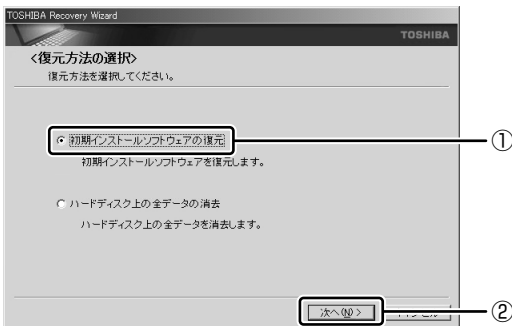 TOSHIBA Recovery Wizard
TOSHIBA
<復元方法の選択>
復元方法を選択してください。
初期インストールソフトウェアの復元
①
初期インストールソフトウェアを復元します。
ハードディスク上の全データの消去
ハードディスク上の全データを消去します。
次へ(N) >
②